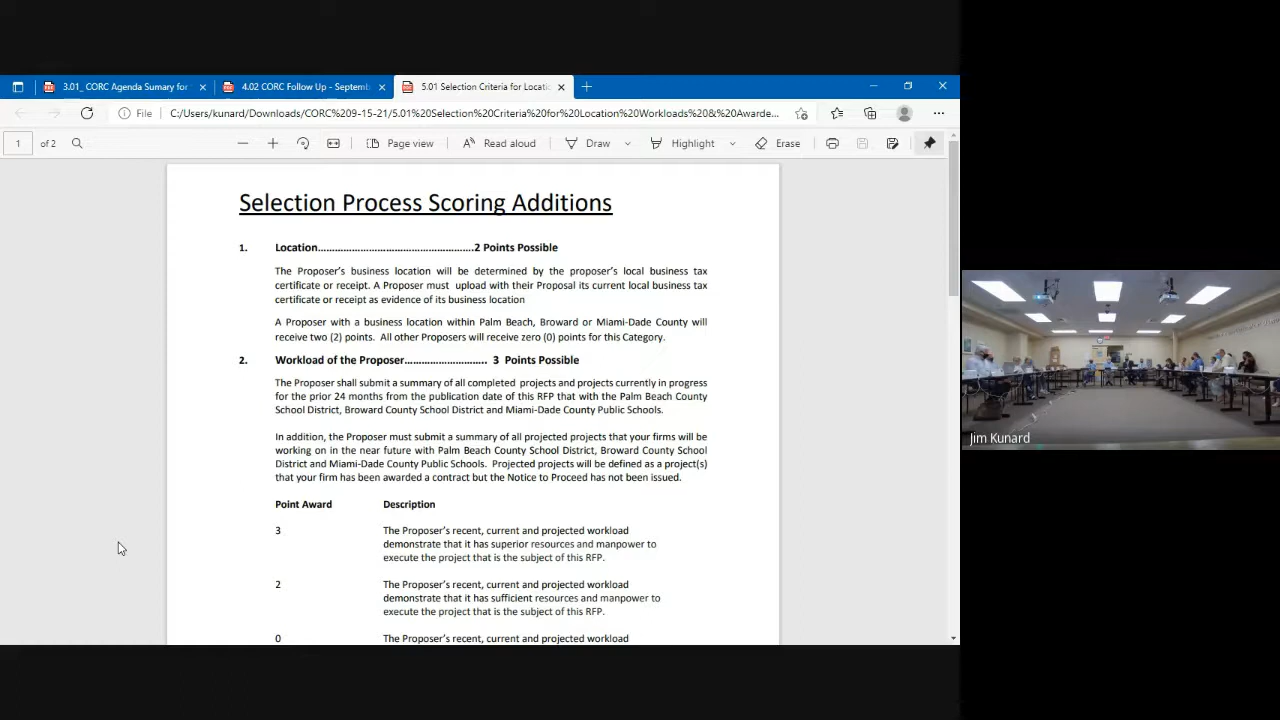 3.01_ CORC Agenda Sumary for
4.02 CORC Follow Up - Septemb
5.01 Selection Criteria for Locatio
File
C:/Users/kunard/Downloads/CORC%209-15-21/5.01%20Selection%20Criteria%20for%20Location%20Workloads%20&%20Awarde...
1
of 2
Page view
Read aloud
Draw
Highlight
Erase
Selection Process Scoring Additions
1. Location……………………………………….2 Points Possible
The Proposer's business location will be determined by the proposer's local business tax
certificate or receipt. A Proposer must upload with their Proposal its current local business tax
certificate or receipt as evidence of its business location
A Proposer with a business location within Palm Beach, Broward or Miami-Dade County will
receive two (2) points. All other Proposers will receive zero (0) points for this Category.
2. Workload of the Proposer……………………….. 3 Points Possible
The Proposer shall submit a summary of all completed projects and projects currently in progress
for the prior 24 months from the publication date of this RFP that with the Palm Beach County
School District, Broward County School District and Miami-Dade County Public Schools.
In addition, the Proposer must submit a summary of all projected projects that your firms will be
working on in the near future with Palm Beach County School District, Broward County School
District and Miami-Dade County Public Schools. Projected projects will be defined as a project(s)
that your firm has been awarded a contract but the Notice to Proceed has not been issued.
Point Award Description
3 The Proposer's recent, current and projected workload
demonstrate that it has superior resources and manpower to
execute the project that is the subject of this RFP.
2 The Proposer's recent, current and projected workload
demonstrate that it has sufficient resources and manpower to
execute the project that is the subject of this RFP.
0 The Proposer's recent, current and projected workload
Jim Kunard